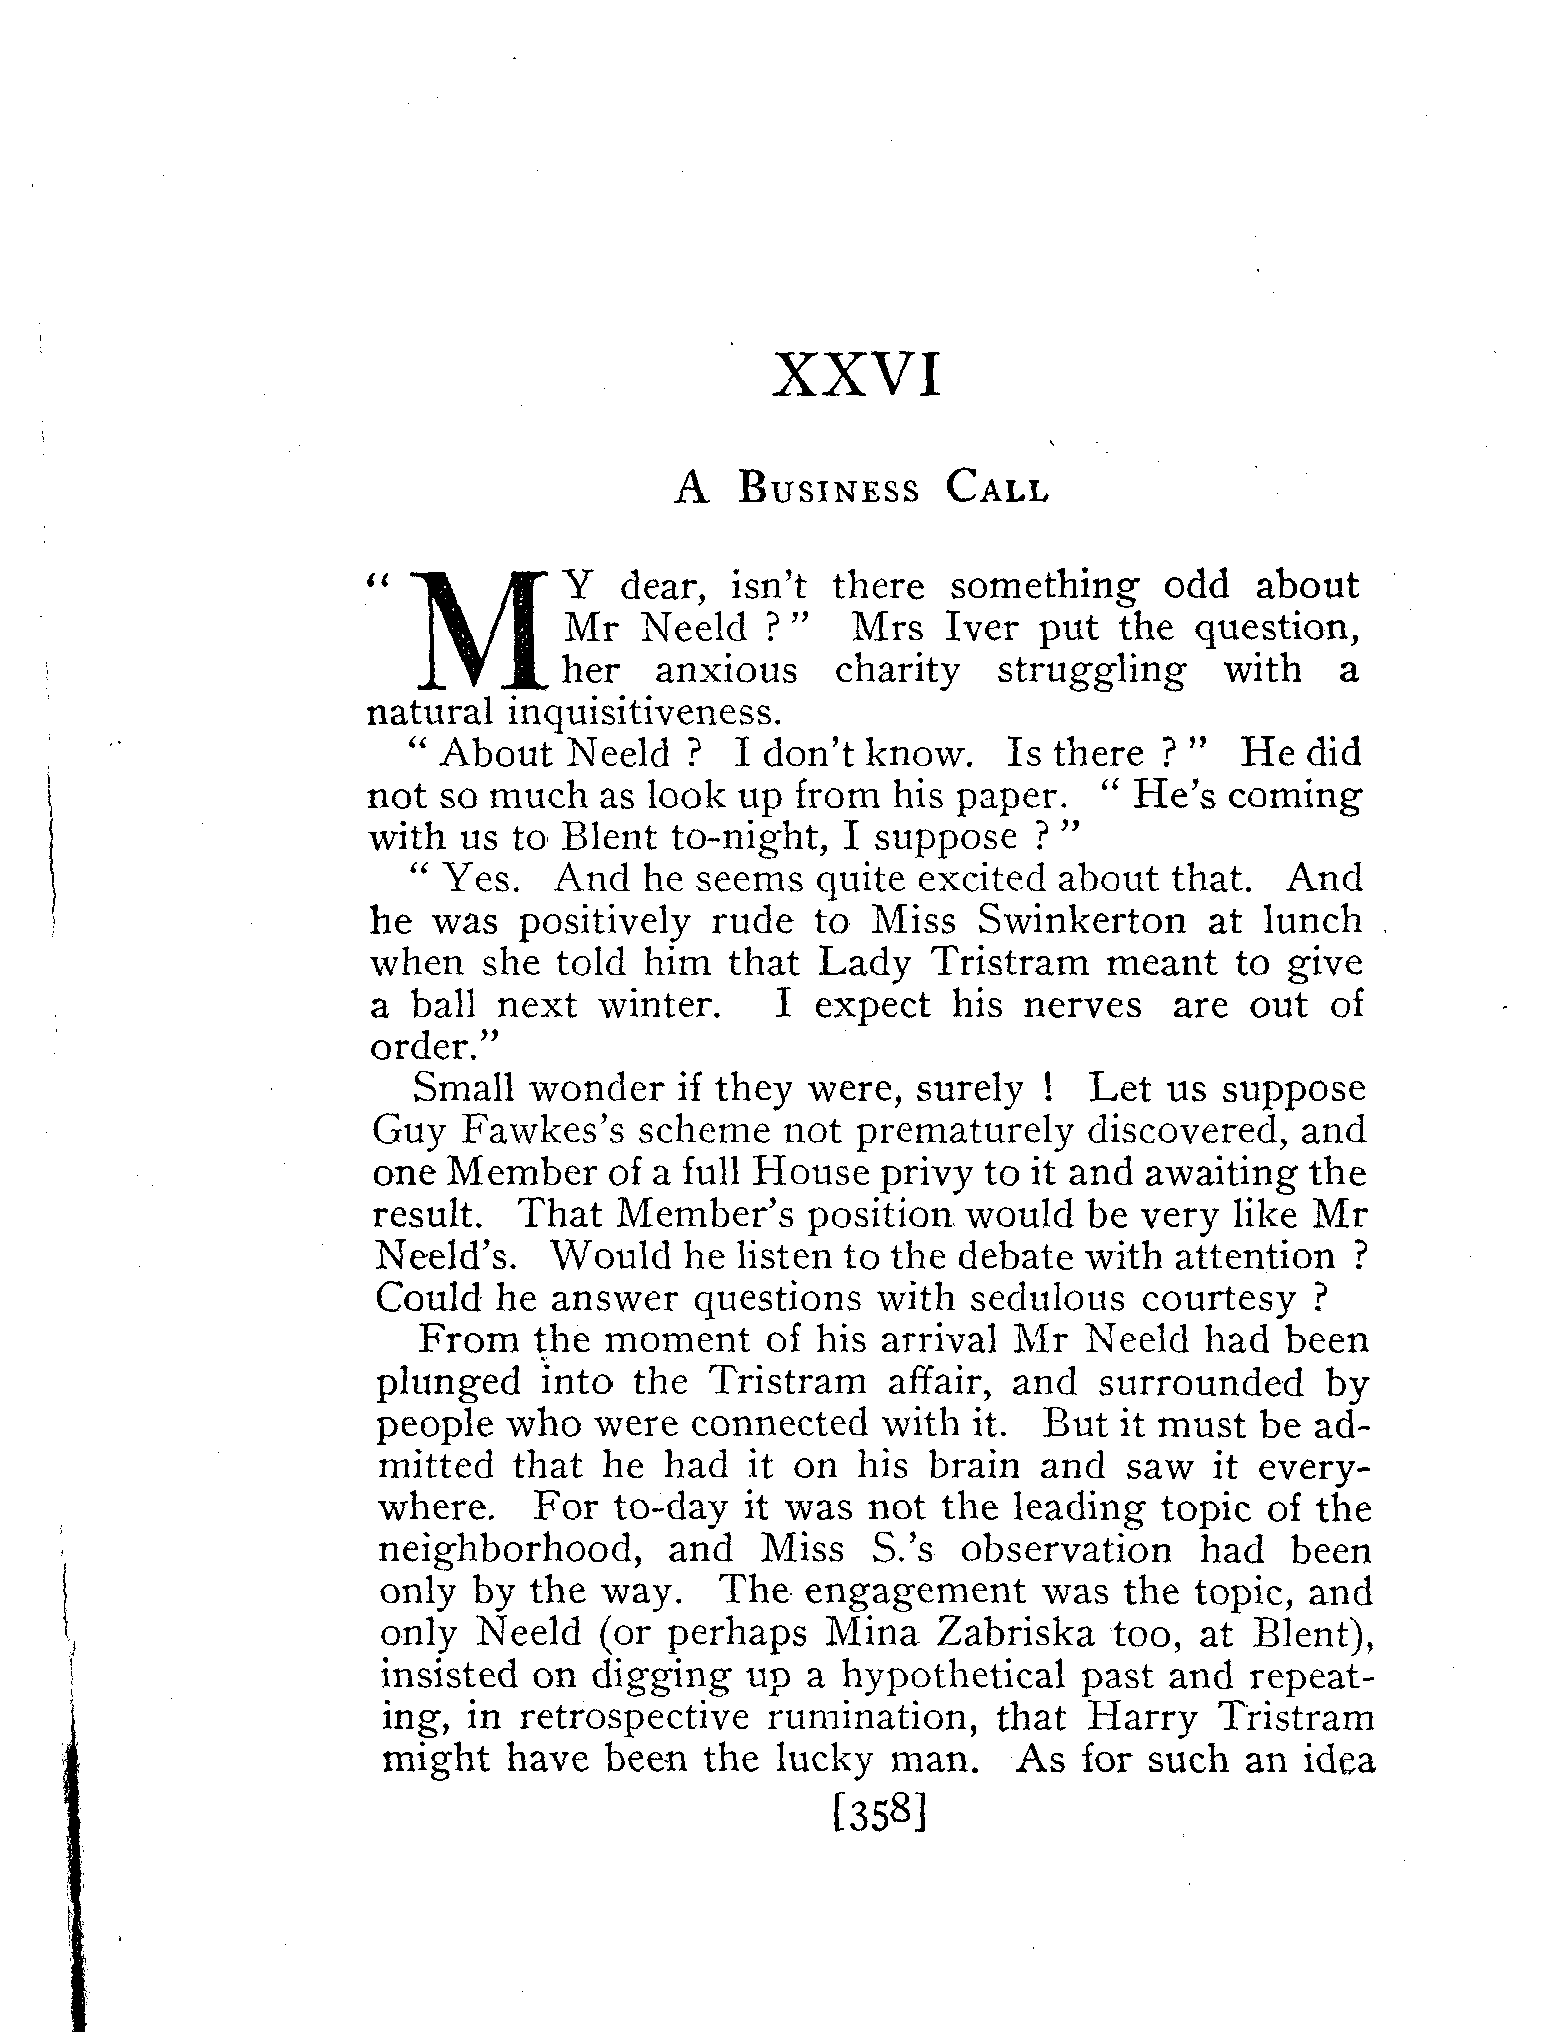 XXVI
A BUSINESS CALL
“ MY dear, isn't there something odd about
Mr Neeld ? ” Mrs Iver put the question,
her anxious charity struggling with a
natural inquisitiveness.
“ About Neeld ? I don't know. Is there ? ” He did
not so much as look up from his paper. “ He's coming
with us to Blent to-night, I suppose ? ”
“ Yes. And he seems quite excited about that. And
he was positively rude to Miss Swinkerton at lunch
when she told him that Lady Tristram meant to give
a ball next winter. I expect his nerves are out of
order.”
Small wonder if they were, surely ! Let us suppose
Guy Fawkes's scheme not prematurely discovered, and
one Member of a full House privy to it and awaiting the
result. That Member's position would be very like Mr
Neeld's. Would he listen to the debate with attention ?
Could he answer questions with sedulous courtesy ?
From the moment of his arrival Mr Neeld had been
plunged into the Tristram affair, and surrounded by
people who were connected with it. But it must be ad-
mitted that he had it on his brain and saw it every-
where. For to-day it was not the leading topic of the
neighborhood, and Miss S.'s observation had been
only by the way. The engagement was the topic, and
only Neeld (or perhaps Mina Zabriska too, at Blent),
insisted on digging up a hypothetical past and repeat-
ing, in retrospective rumination, that Harry Tristram
might have been the lucky man. As for such an idea
[358]